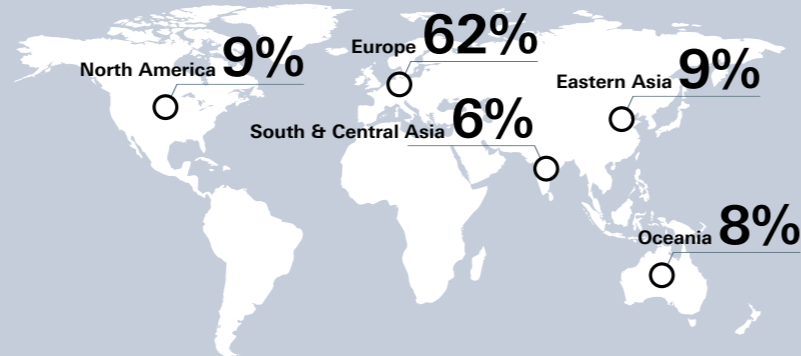 North America 9%
Europe 62%
Eastern Asia 9%
South & Central Asia 6%
Oceania 8%